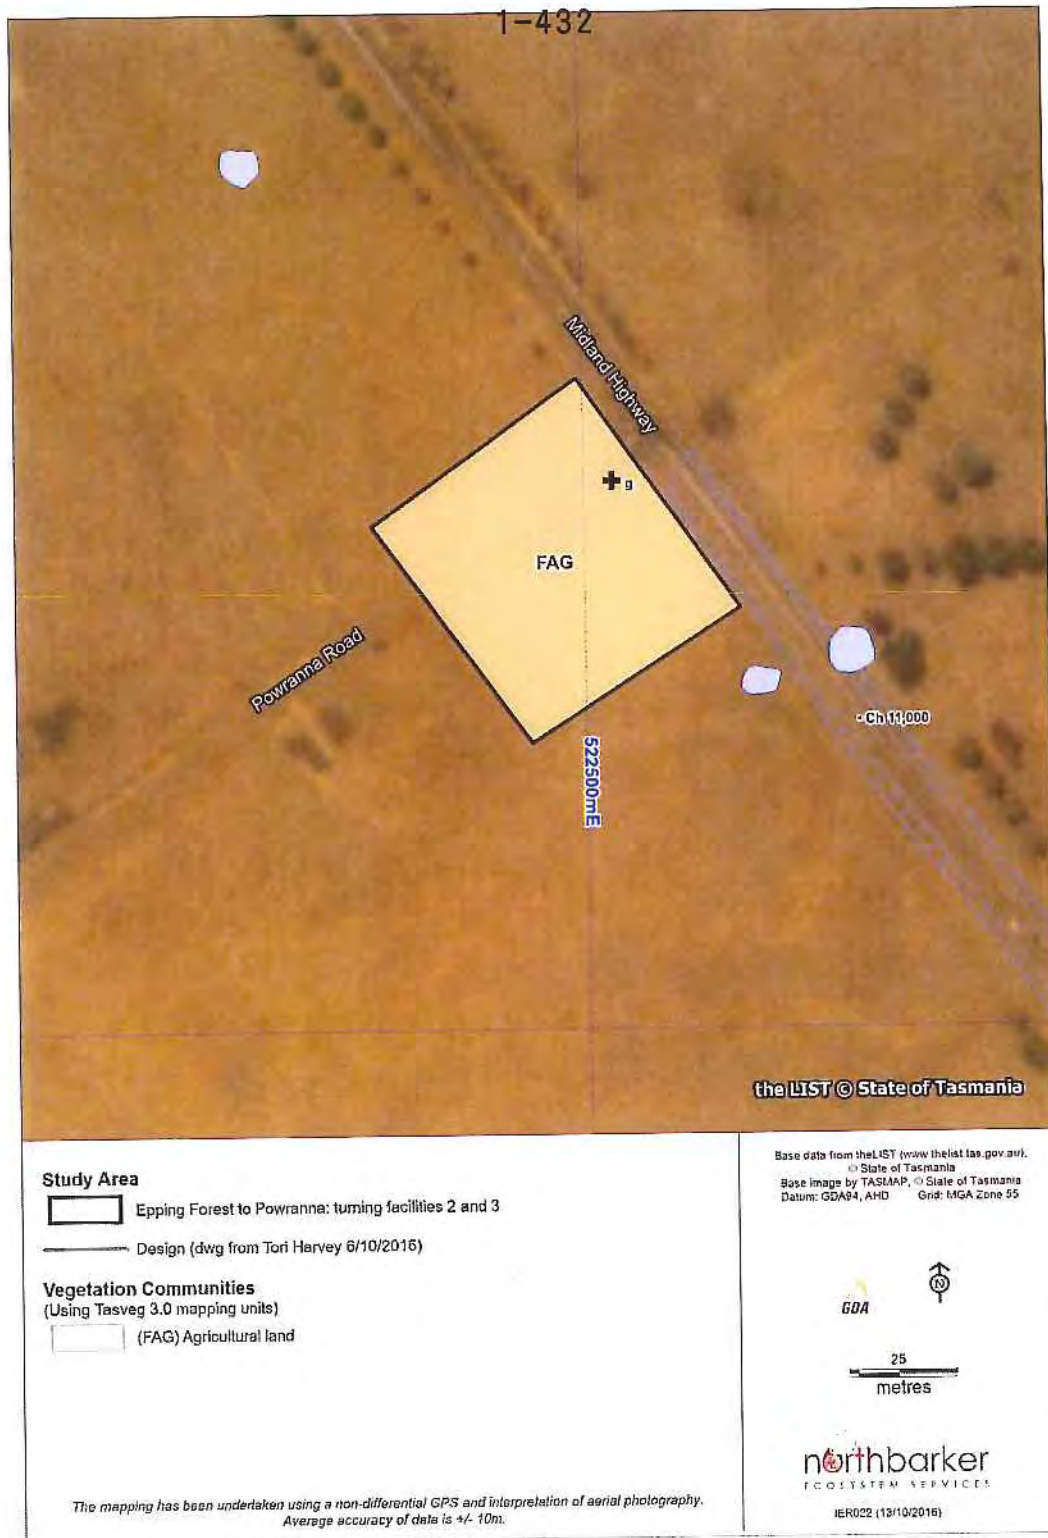 1-432
Midland Highway
g
FAG
Powranna Road
522500mE
- Ch 11,000
the LIST © State of Tasmania
Study Area
Epping Forest to Powranna: turning facilities 2 and 3
Design (dwg from Tori Harvey 6/10/2016)
Vegetation Communities
(Using Tasveg 3.0 mapping units)
(FAG) Agricultural land
Base data from theLIST (www thelist tas.gov.au).
© State of Tasmania
Base image by TASMAP, © State of Tasmania
Datum: GDA94, AHD Grid: MGA Zone 55
GDA
N
25
metres
northbarker
ECOSYSTEM SERVICES
IER022 (13/10/2016)
The mapping has been undertaken using a non-differential GPS and interpretation of aerial photography.
Average accuracy of data is +/- 10m.